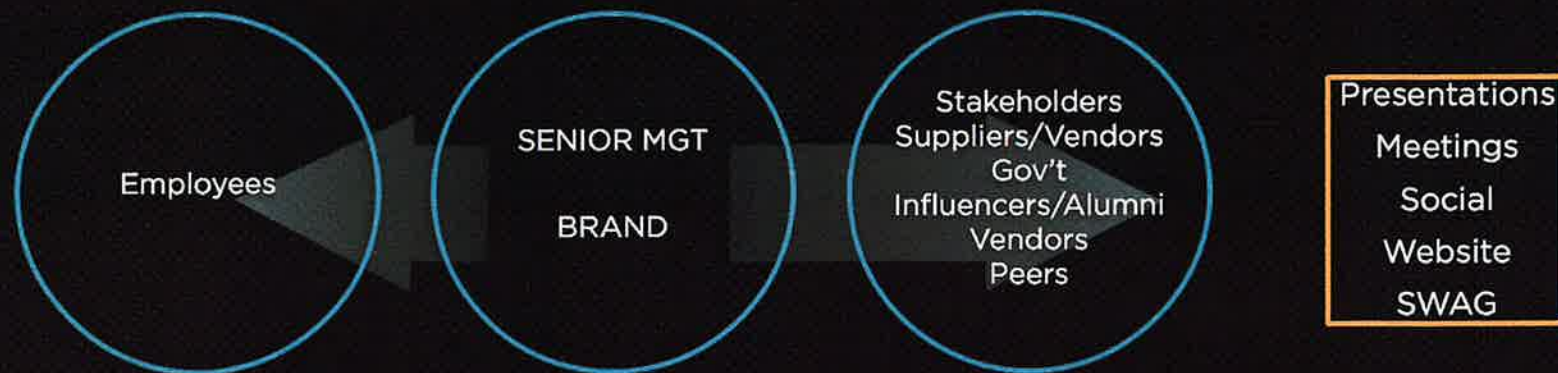 Employees
SENIOR MGT
BRAND
Stakeholders
Suppliers/Vendors
Gov't
Influencers/Alumni
Vendors
Peers
Presentations
Meetings
Social
Website
SWAG